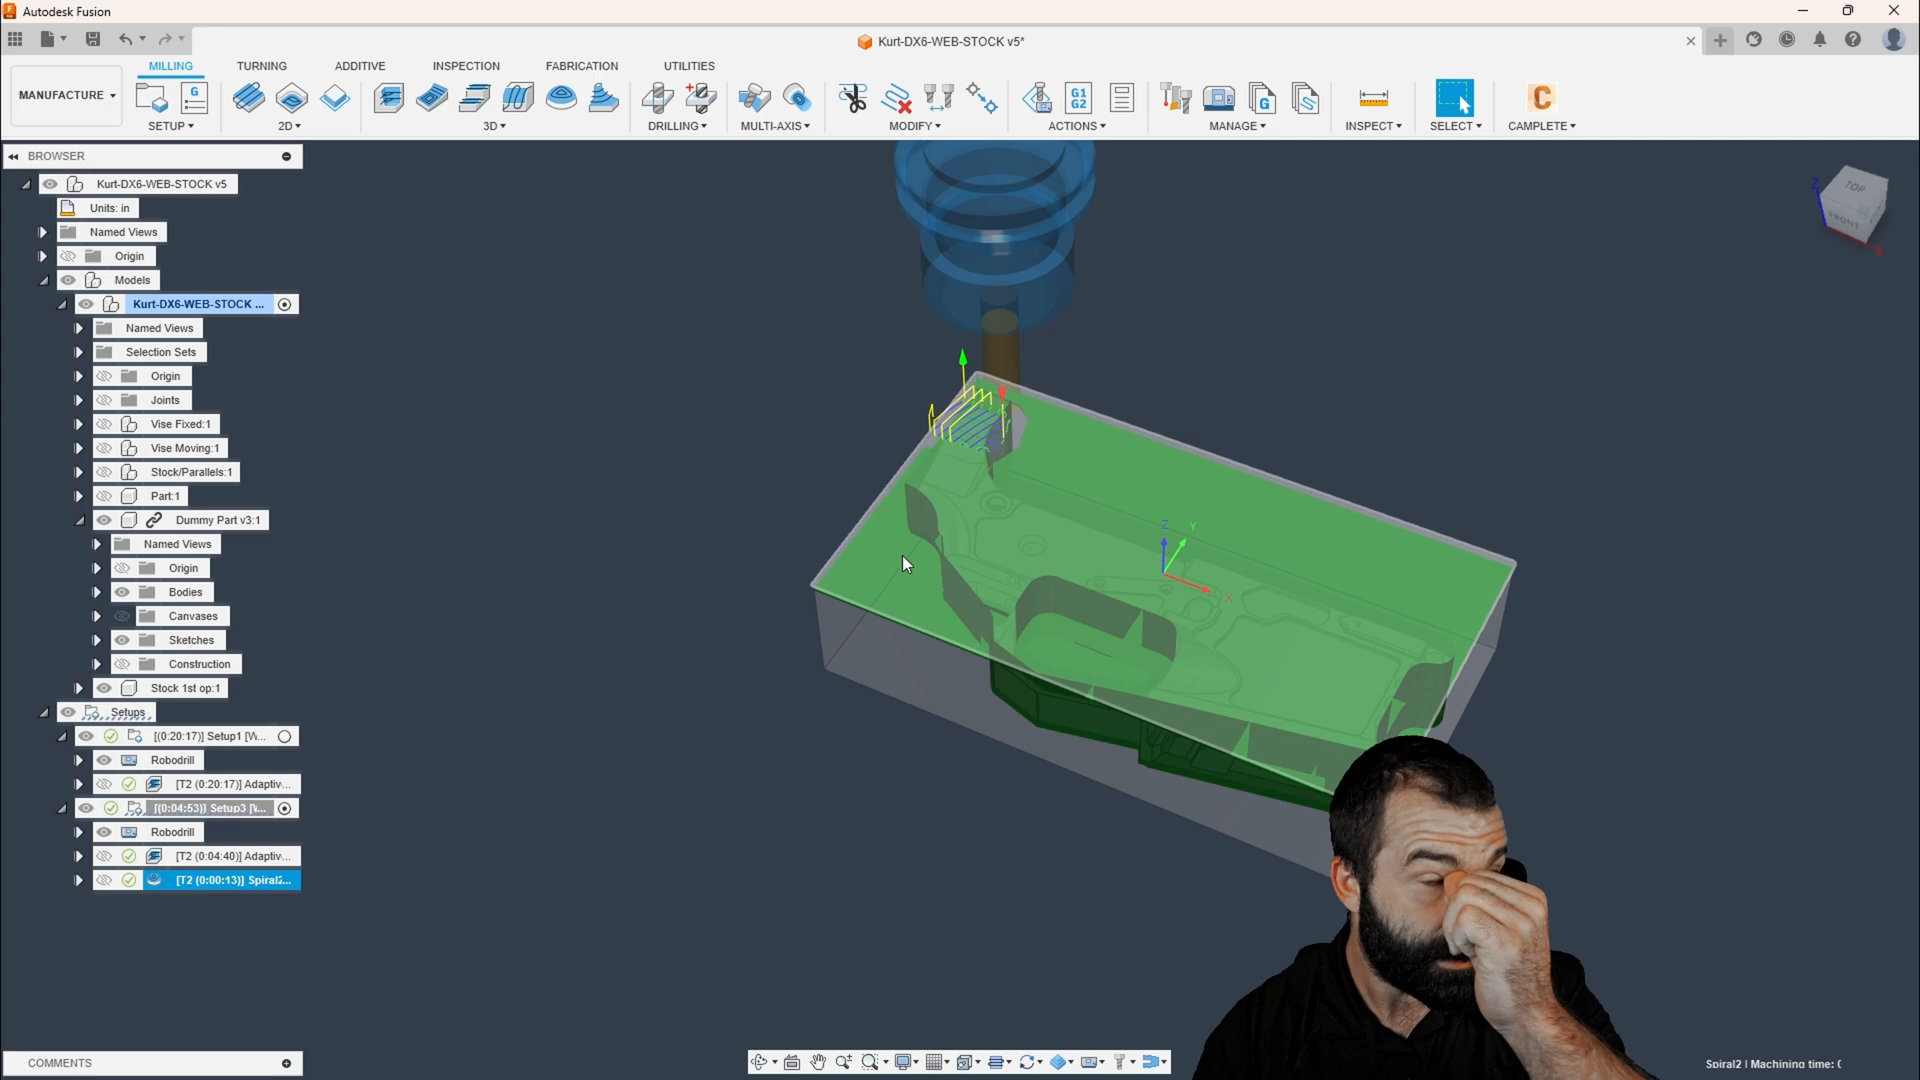 Autodesk Fusion
Kurt-DX6-WEB-STOCK v5*
MILLING TURNING ADDITIVE INSPECTION FABRICATION UTILITIES
MANUFACTURE
G
G1
G2
G
C
SETUP 2D 3D DRILLING MULTI-AXIS MODIFY ACTIONS MANAGE INSPECT SELECT CAMPLETE
BROWSER
Kurt-DX6-WEB-STOCK v5
Units: in
Named Views
Origin
Models
Kurt-DX6-WEB-STOCK ...
Named Views
Selection Sets
Origin
Joints
Vise Fixed:1
Vise Moving:1
Stock/Parallels:1
Part:1
Dummy Part v3:1
Named Views
Origin
Bodies
Canvases
Sketches
Construction
Stock 1st op:1
Setups
[(0:20:17)] Setup1 [W...
Robodrill
[T2 (0:20:17)] Adaptiv...
[(0:04:53)] Setup3 [W...
Robodrill
[T2 (0:04:40)] Adaptiv...
[T2 (0:00:13)] Spiral2...
COMMENTS
TOP
FRONT
Z
X
Z
Y
X
Spiral2 | Machining time: (